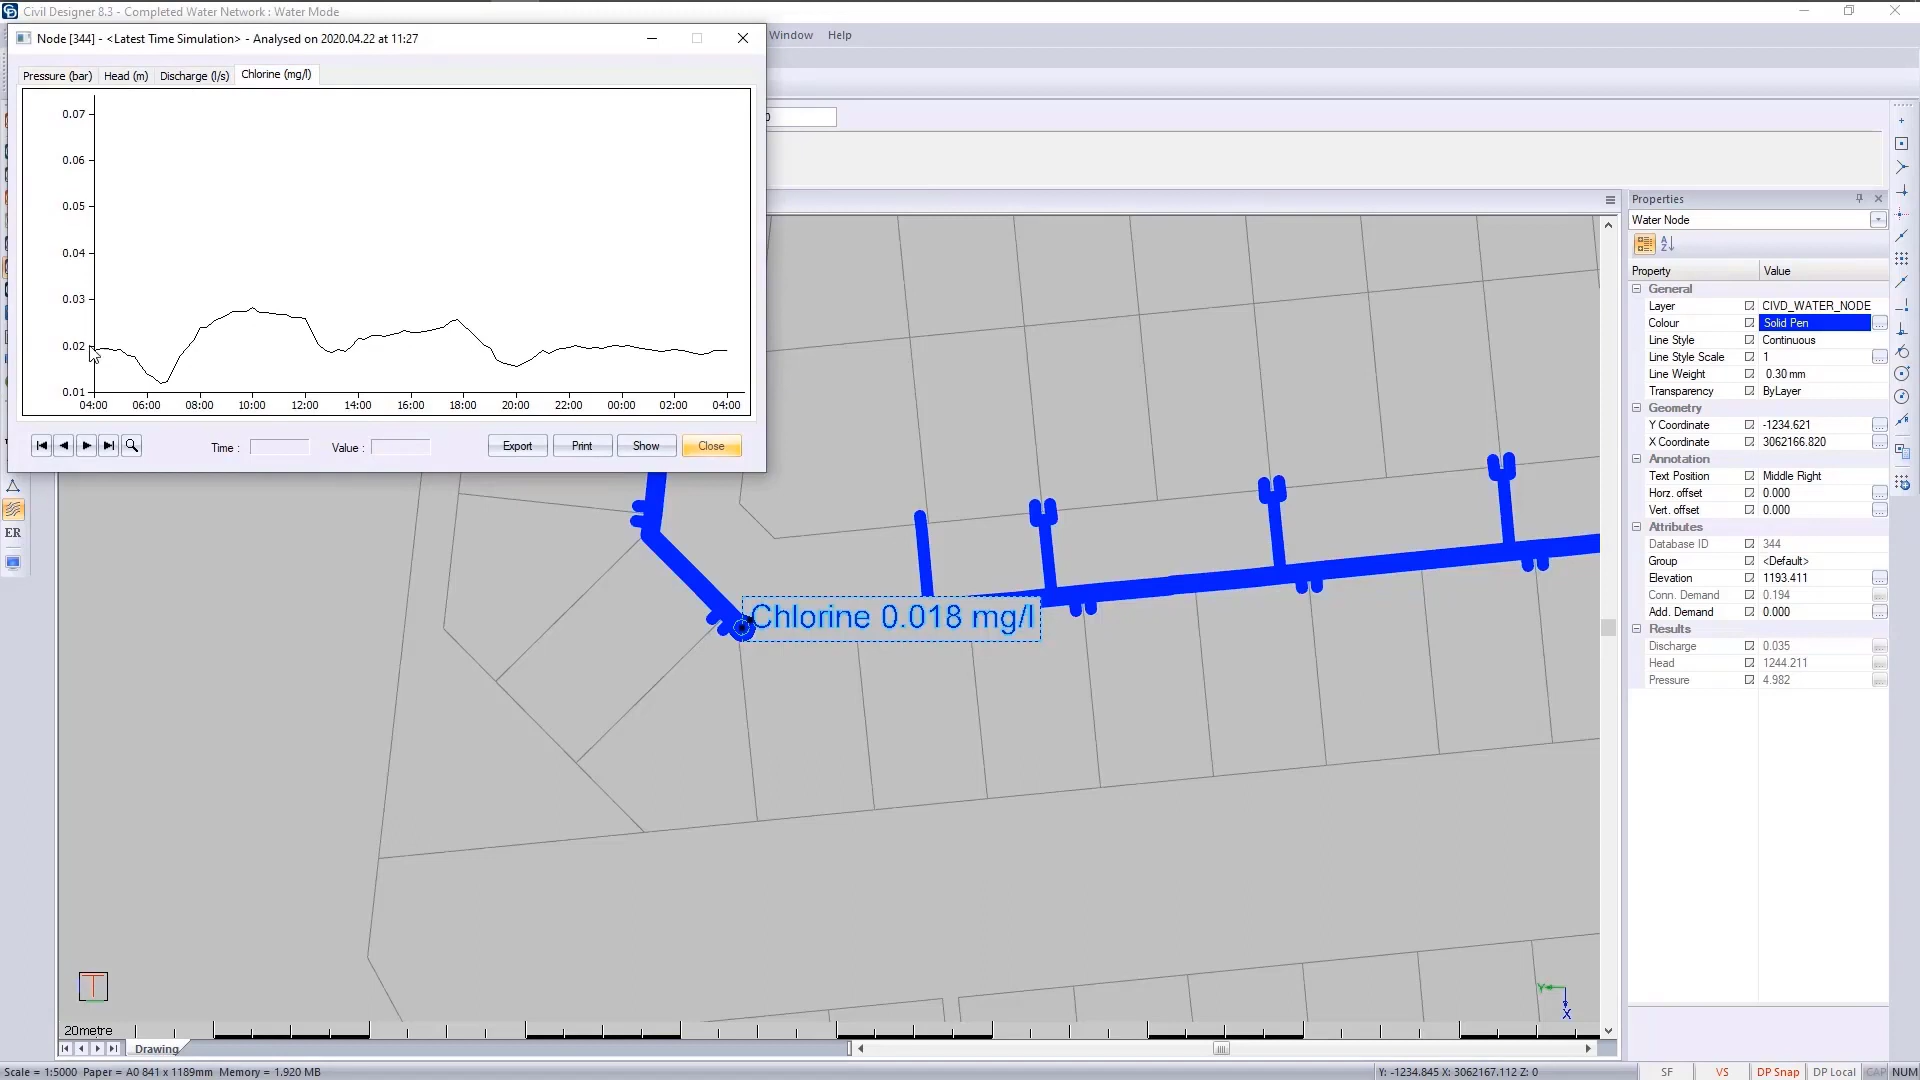 Civil Designer 8.3 - Completed Water Network : Water Mode
Node [344] - <Latest Time Simulation> - Analysed on 2020.04.22 at 11:27
Window Help
Pressure (bar) Head (m) Discharge (l/s) Chlorine (mg/l)
0.07
0.06
0.05
0.04
0.03
0.02
0.01
04:00 06:00 08:00 10:00 12:00 14:00 16:00 18:00 20:00 22:00 00:00 02:00 04:00
Time : Value : Export Print Show Close
Chlorine 0.018 mg/l
ER
Properties
Water Node
Property Value
General
Layer CIVD_WATER_NODE
Colour Solid Pen
Line Style Continuous
Line Style Scale 1
Line Weight 0.30 mm
Transparency ByLayer
Geometry
Y Coordinate -1234.621
X Coordinate 3062166.820
Annotation
Text Position Middle Right
Horz. offset 0.000
Vert. offset 0.000
Attributes
Database ID 344
Group <Default>
Elevation 1193.411
Conn. Demand 0.194
Add. Demand 0.000
Results
Discharge 0.035
Head 1244.211
Pressure 4.982
Y
X
20metre
Drawing
Scale = 1:5000 Paper = A0 841 x 1189mm Memory = 1.920 MB
Y: -1234.845 X: 3062167.112 Z: 0
SF VS DP Snap DP Local CAP NUM